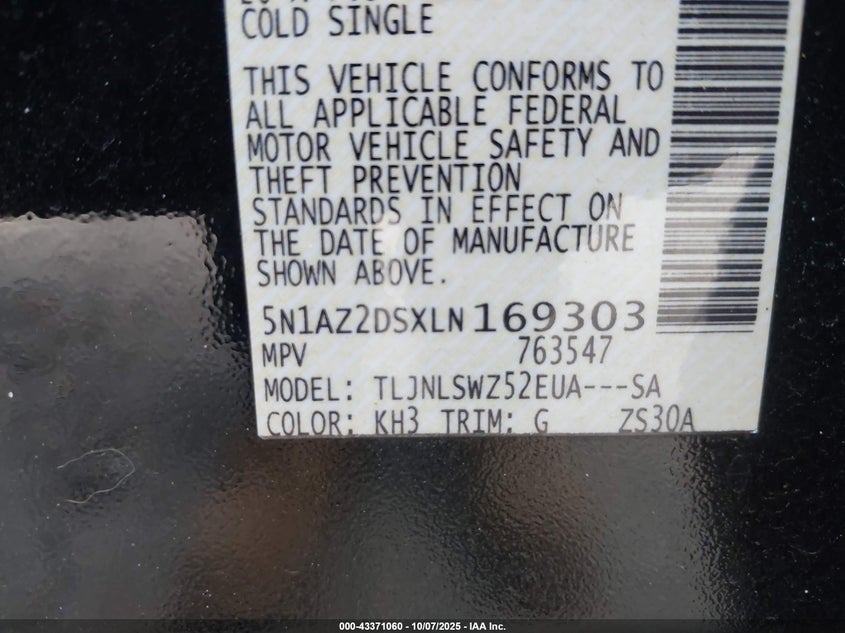 COLD SINGLE
THIS VEHICLE CONFORMS TO
ALL APPLICABLE FEDERAL
MOTOR VEHICLE SAFETY AND
THEFT PREVENTION
STANDARDS IN EFFECT ON
THE DATE OF MANUFACTURE
SHOWN ABOVE.
5N1AZ2DSXLN169303
MPV 763547
MODEL: TLJNLSWZ52EUA---SA
COLOR: KH3 TRIM: G ZS30A
000-43371060 - 10/07/2025 - IAA Inc.